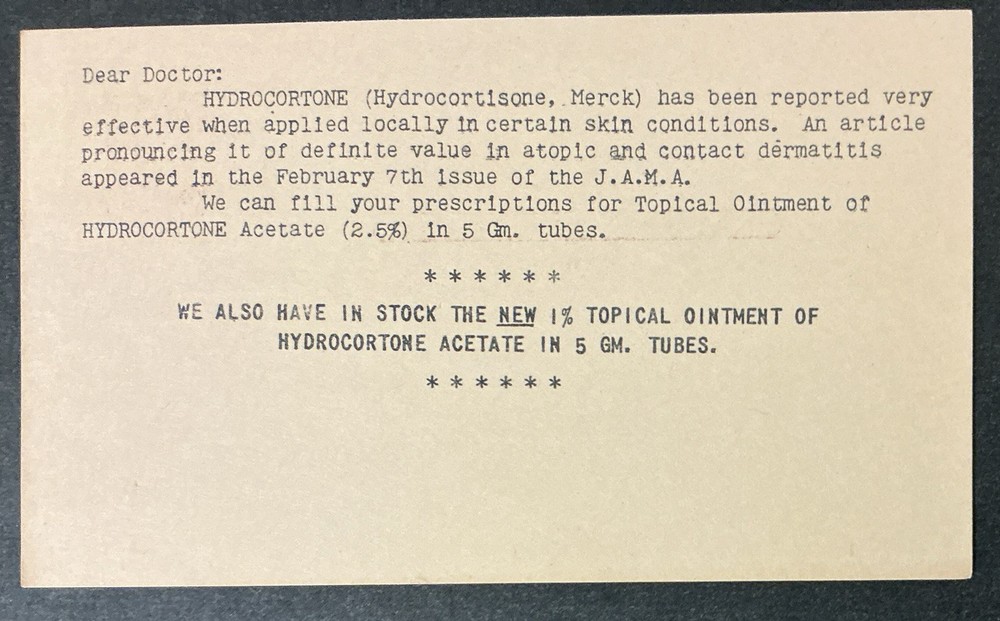 Dear Doctor:
HYDROCORTONE (Hydrocortisone, Merck) has been reported very
effective when applied locally in certain skin conditions. An article
pronouncing it of definite value in atopic and contact dermatitis
appeared in the February 7th issue of the J.A.M.A.
We can fill your prescriptions for Topical Ointment of
HYDROCORTONE Acetate (2.5%) in 5 Gm. tubes.
* * * * * *
WE ALSO HAVE IN STOCK THE NEW 1% TOPICAL OINTMENT OF
HYDROCORTONE ACETATE IN 5 GM. TUBES.
* * * * * *